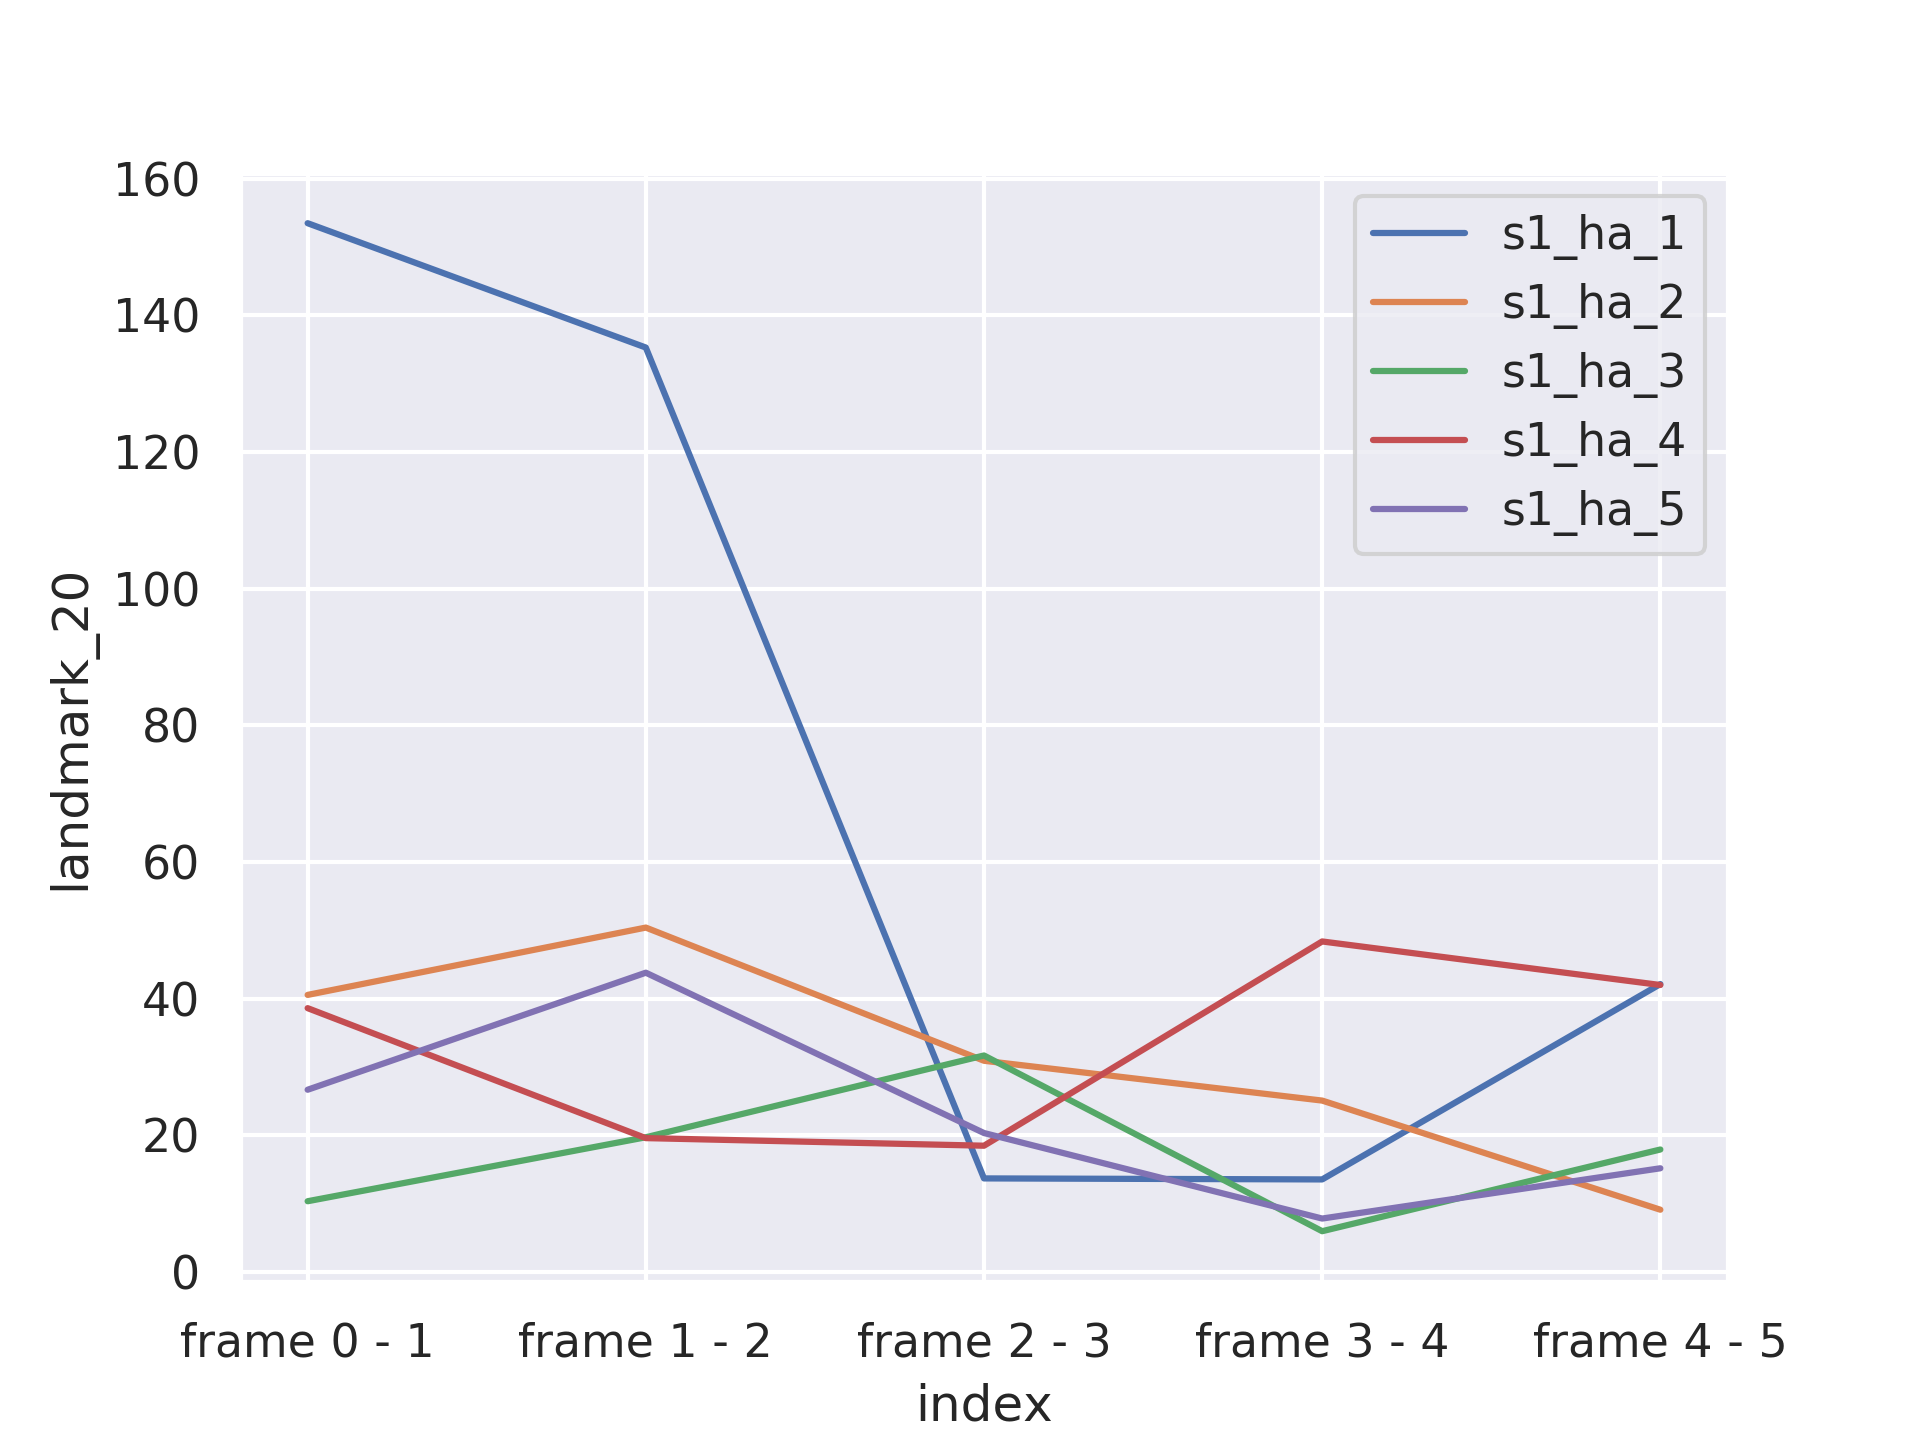 160
140
120
100
80
60
40
20
0
landmark_20
s1_ha_1
s1_ha_2
s1_ha_3
s1_ha_4
s1_ha_5
frame 0 - 1 frame 1 - 2 frame 2 - 3 frame 3 - 4 frame 4 - 5
index